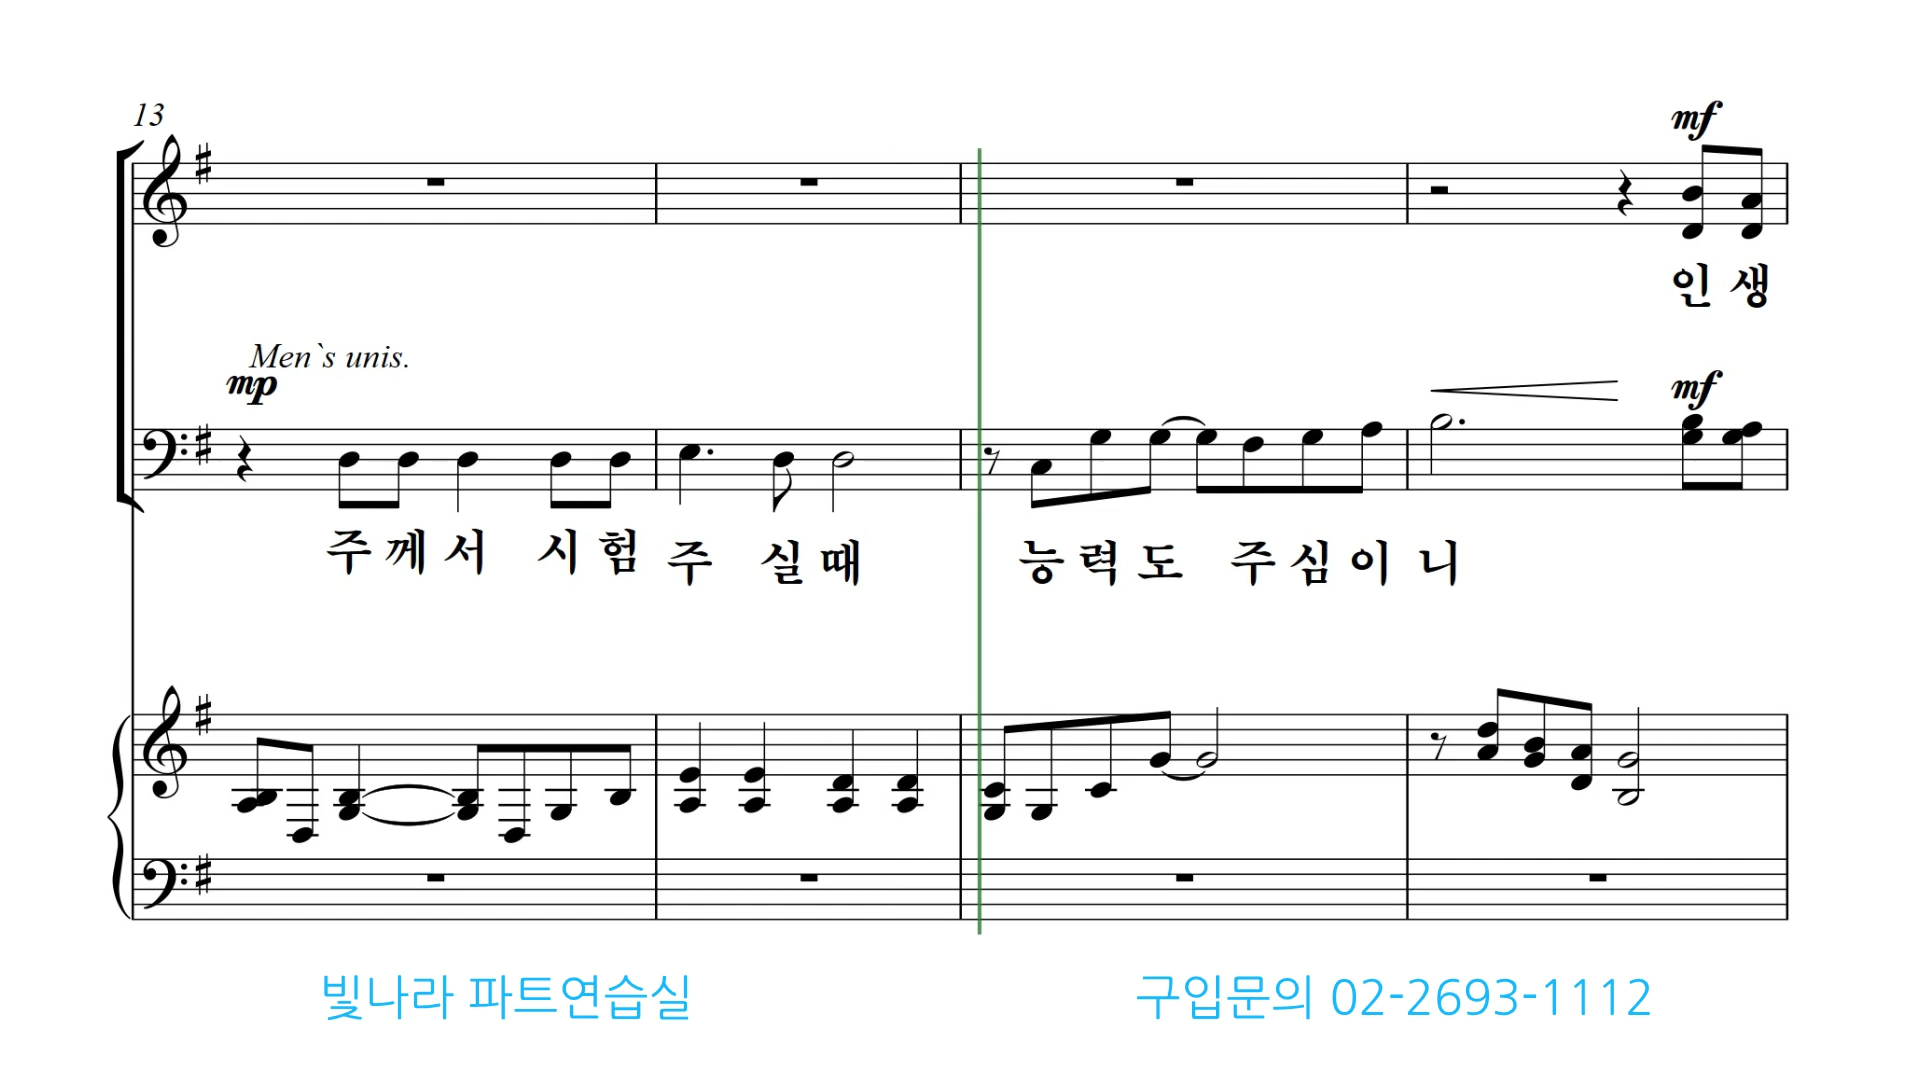 13
mf
인 생
Men`s unis.
mp
mf
주 께 서 시 험 주 실 때 능 력 도 주 심 이 니
빛나라 파트연습실
구입문의 02-2693-1112